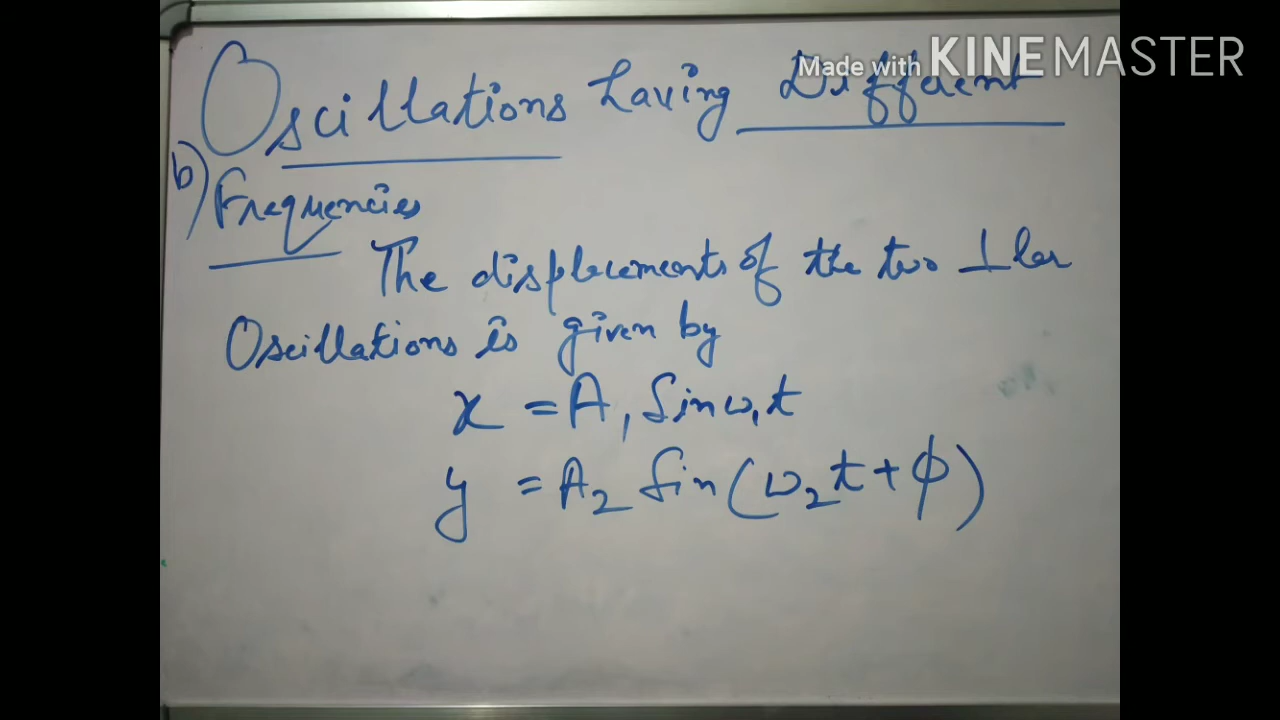 Made with KINEMASTER
Oscillations having Different
b) Frequencies
The displacements of the two ⊥lar
Oscillations is given by
x = A₁ Sin ω₁t
y = A₂ Sin (ω₂t + ϕ)